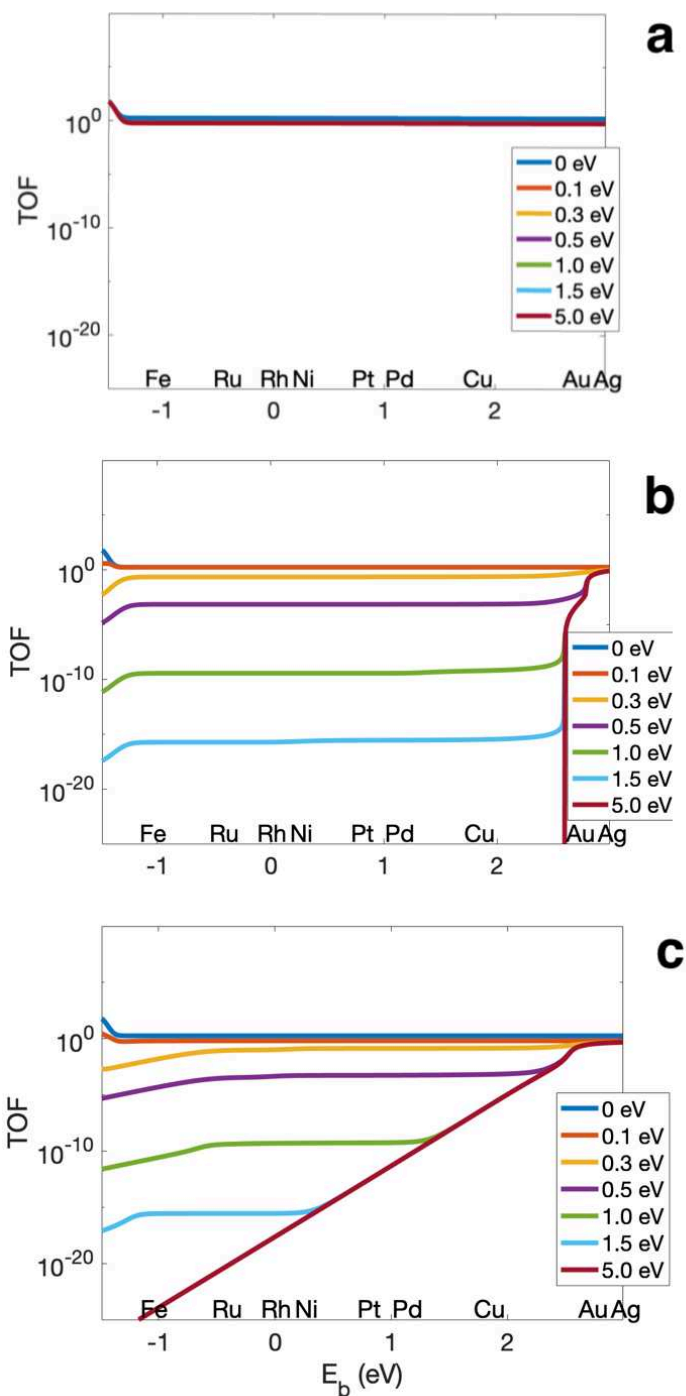 a
TOF
10^0
10^-10
10^-20
0 eV
0.1 eV
0.3 eV
0.5 eV
1.0 eV
1.5 eV
5.0 eV
Fe Ru Rh Ni Pt Pd Cu Au Ag
-1 0 1 2
b
TOF
10^0
10^-10
10^-20
0 eV
0.1 eV
0.3 eV
0.5 eV
1.0 eV
1.5 eV
5.0 eV
Fe Ru Rh Ni Pt Pd Cu Au Ag
-1 0 1 2
c
TOF
10^0
10^-10
10^-20
0 eV
0.1 eV
0.3 eV
0.5 eV
1.0 eV
1.5 eV
5.0 eV
Fe Ru Rh Ni Pt Pd Cu Au Ag
-1 0 1 2
E_b (eV)